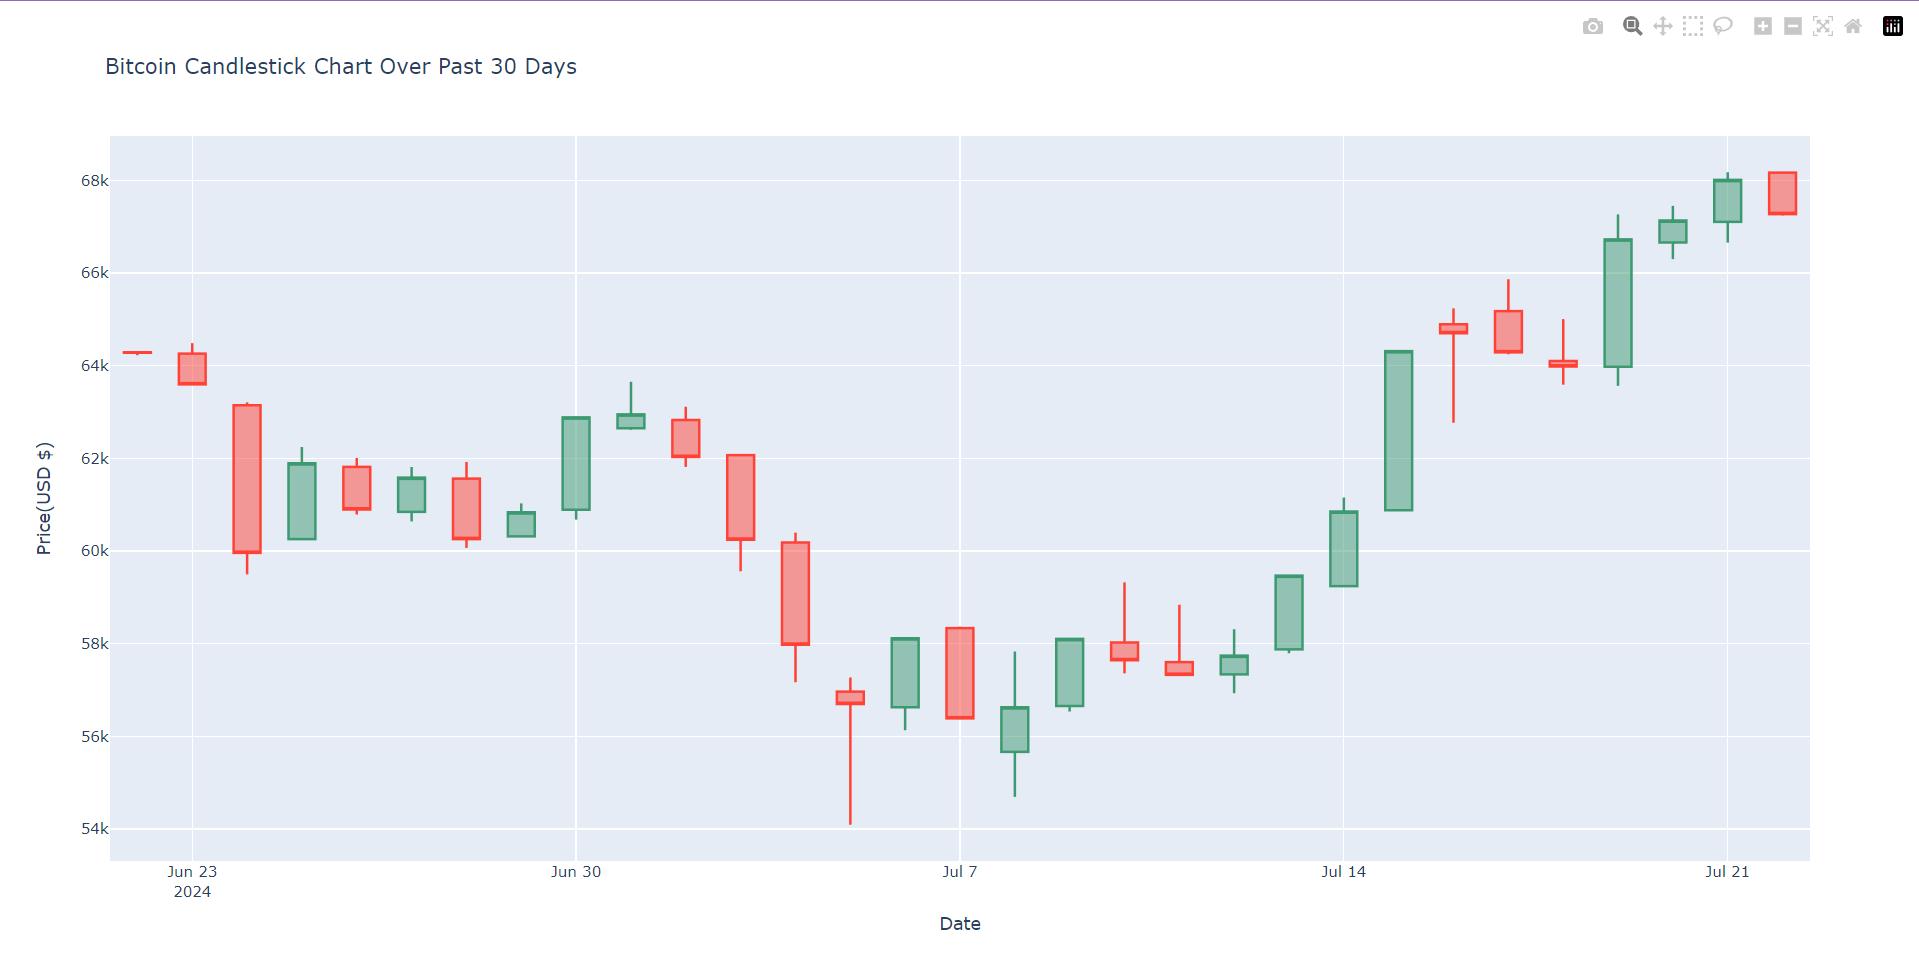 Bitcoin Candlestick Chart Over Past 30 Days
68k
66k
64k
62k
60k
58k
56k
54k
Price(USD $)
Jun 23
2024
Jun 30
Jul 7
Jul 14
Jul 21
Date